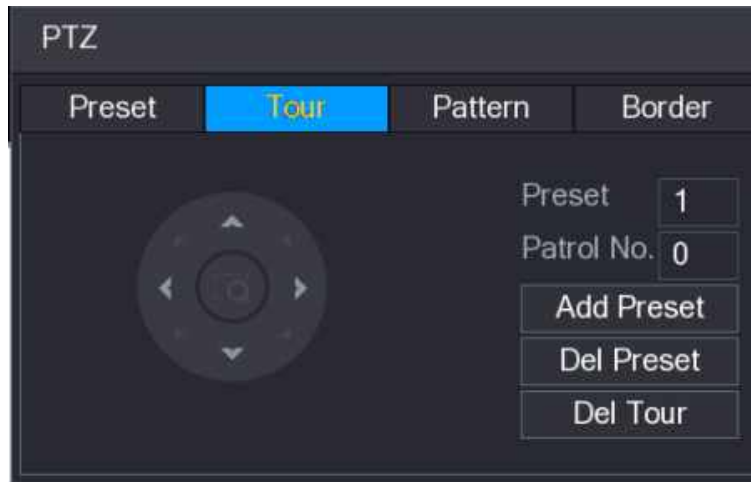 PTZ
Preset Tour Pattern Border
Preset 1
Patrol No. 0
Add Preset
Del Preset
Del Tour